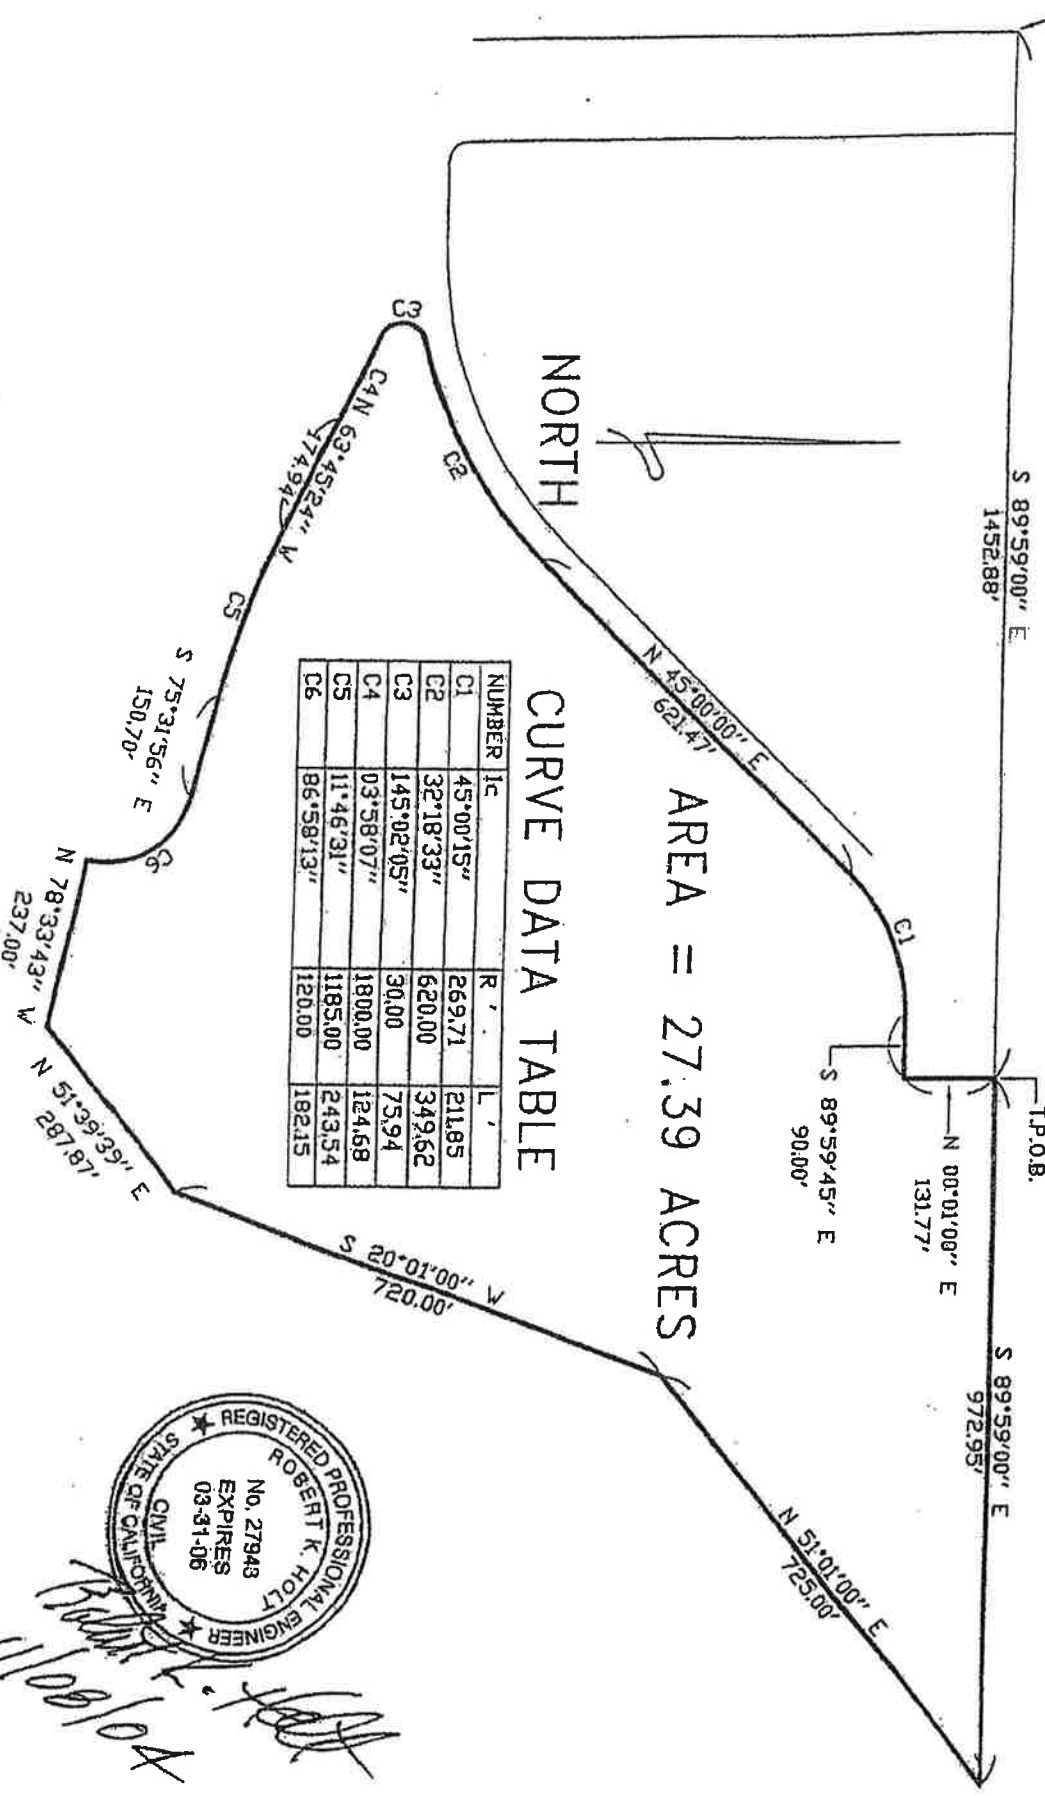 T.P.O.B.
S 89°59'00" E
1452.88'
S 89°59'00" E
972.95'
N 00°01'00" E
131.77'
S 89°59'45" E
90.00'
C1
N 45°00'00" E
621.47'
C2
C3
C4
N 63°45'24" W
174.94'
C5
S 75°31'56" E
150.70'
C6
N 78°33'43" W
237.00'
N 51°39'39" E
287.87'
S 20°01'00" W
720.00'
N 51°01'00" E
725.00'
NORTH
AREA = 27.39 ACRES
CURVE DATA TABLE
NUMBER Ic R ' L '
C1 45°00'15" 269.71 211.85
C2 32°18'33" 620.00 349.62
C3 145°02'05" 30.00 75.94
C4 03°58'07" 1800.00 124.68
C5 11°46'31" 1185.00 243.54
C6 86°58'13" 120.00 182.15
REGISTERED PROFESSIONAL ENGINEER
ROBERT K. HOLT
No. 27943
EXPIRES
03-31-06
CIVIL
STATE OF CALIFORNIA